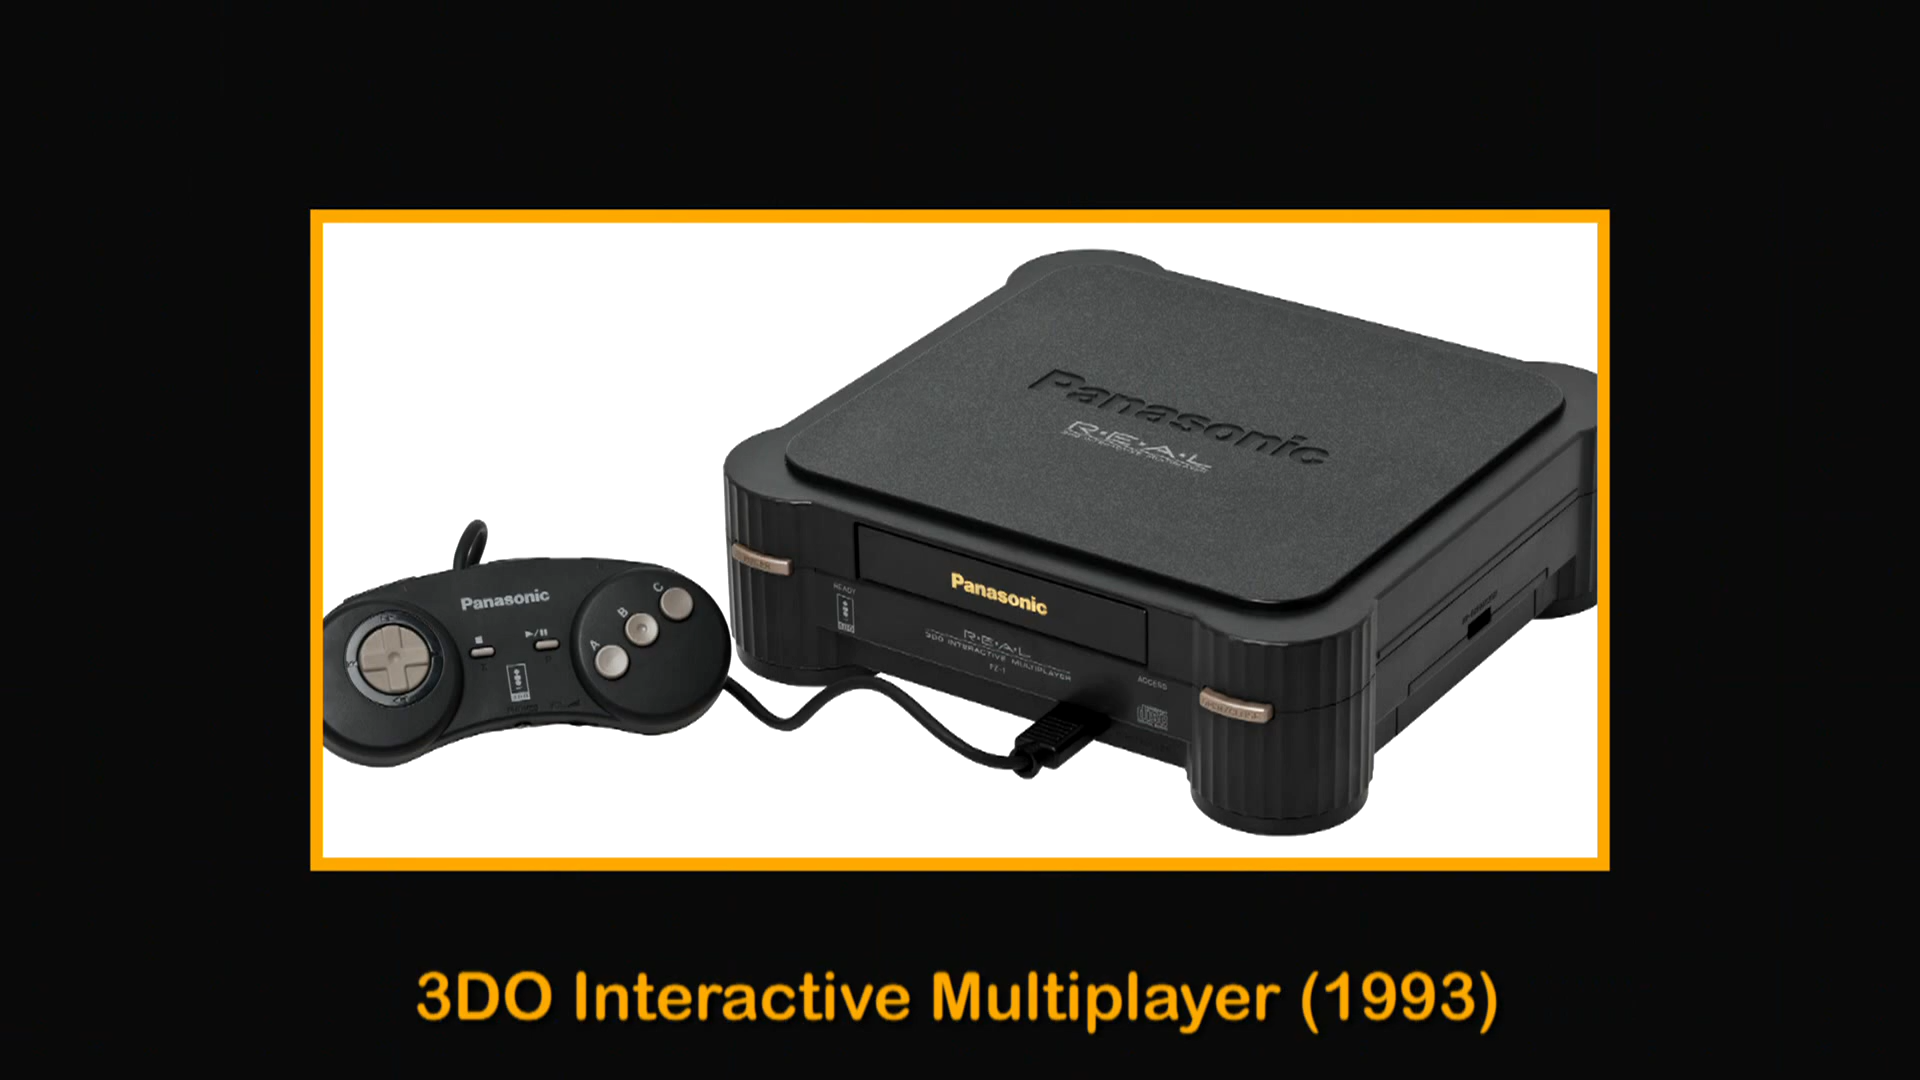 Panasonic
R·E·A·L
Panasonic
READY
R·E·A·L
3DO INTERACTIVE MULTIPLAYER
FZ-1
ACCESS
Panasonic
A
B
C
3DO Interactive Multiplayer (1993)